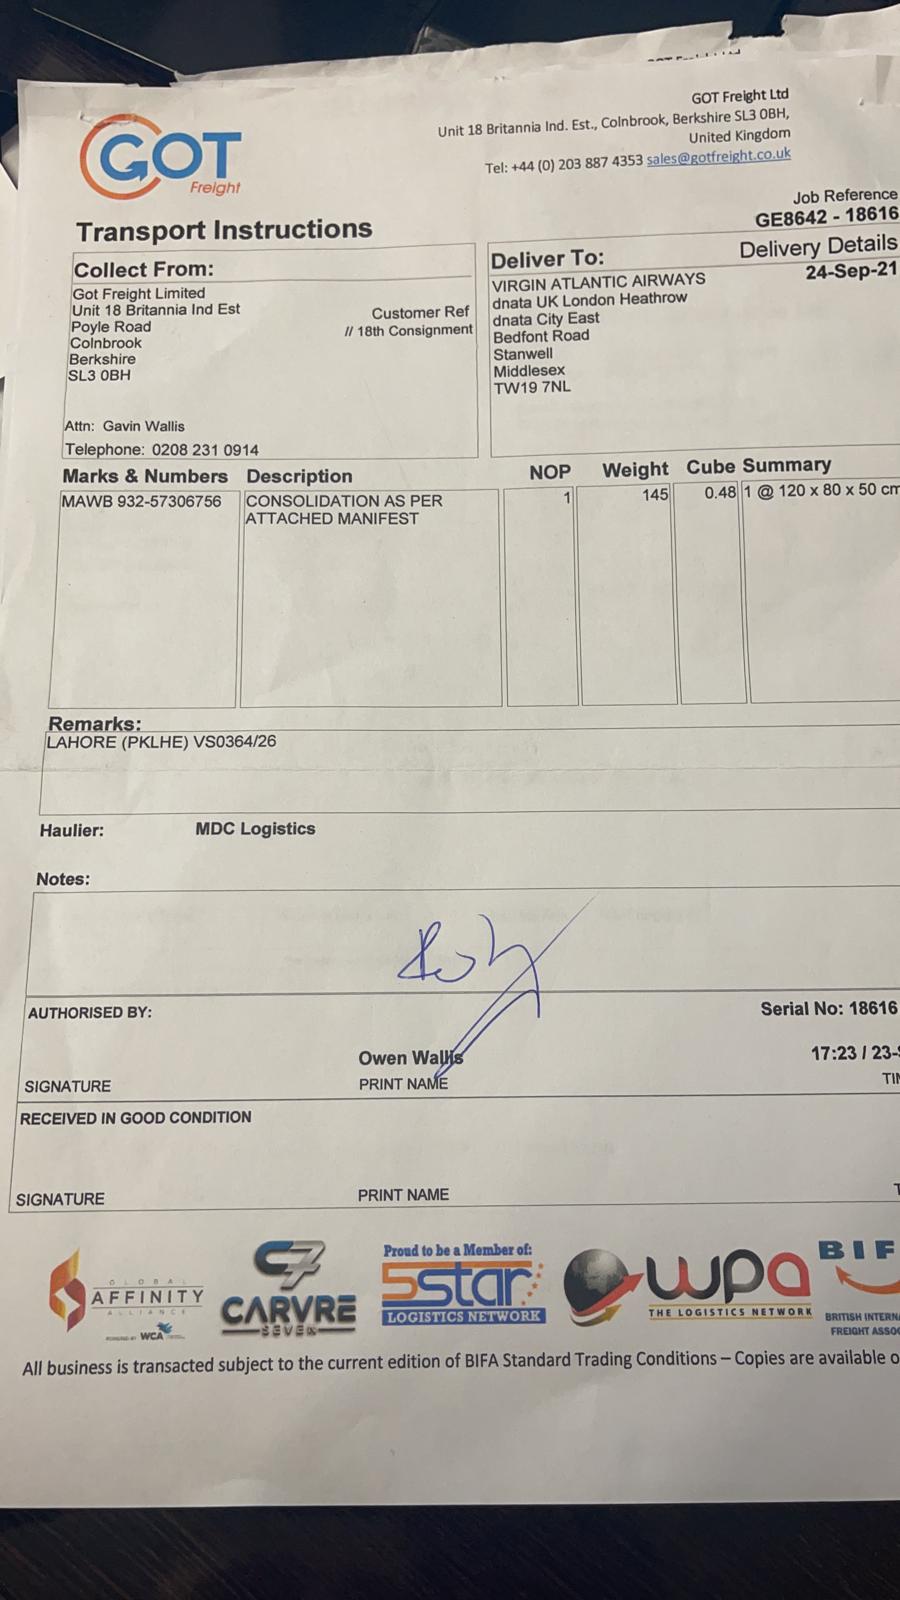 GOT Freight Ltd
Unit 18 Britannia Ind. Est., Colnbrook, Berkshire SL3 0BH,
United Kingdom
Tel: +44 (0) 203 887 4353 sales@gotfreight.co.uk
GOT
Freight
Job Reference
GE8642 - 18616
Transport Instructions
Delivery Details
24-Sep-21
Collect From:
Got Freight Limited
Unit 18 Britannia Ind Est
Poyle Road
Colnbrook
Berkshire
SL3 0BH
Customer Ref
// 18th Consignment
Attn: Gavin Wallis
Telephone: 0208 231 0914
Deliver To:
VIRGIN ATLANTIC AIRWAYS
dnata UK London Heathrow
dnata City East
Bedfont Road
Stanwell
Middlesex
TW19 7NL
Marks & Numbers Description NOP Weight Cube Summary
MAWB 932-57306756 CONSOLIDATION AS PER 1 145 0.48 1 @ 120 x 80 x 50 cm
ATTACHED MANIFEST
Remarks:
LAHORE (PKLHE) VS0364/26
Haulier: MDC Logistics
Notes:
AUTHORISED BY: Serial No: 18616
Owen Wallis 17:23 / 23-
SIGNATURE PRINT NAME
RECEIVED IN GOOD CONDITION
SIGNATURE PRINT NAME
GLOBAL
AFFINITY
ALLIANCE
POWERED BY WCA
C7
CARVRE
SEVEN
Proud to be a Member of:
5star
LOGISTICS NETWORK
wpa
THE LOGISTICS NETWORK
BIF
BRITISH INTERN
FREIGHT ASSOC
All business is transacted subject to the current edition of BIFA Standard Trading Conditions – Copies are available o